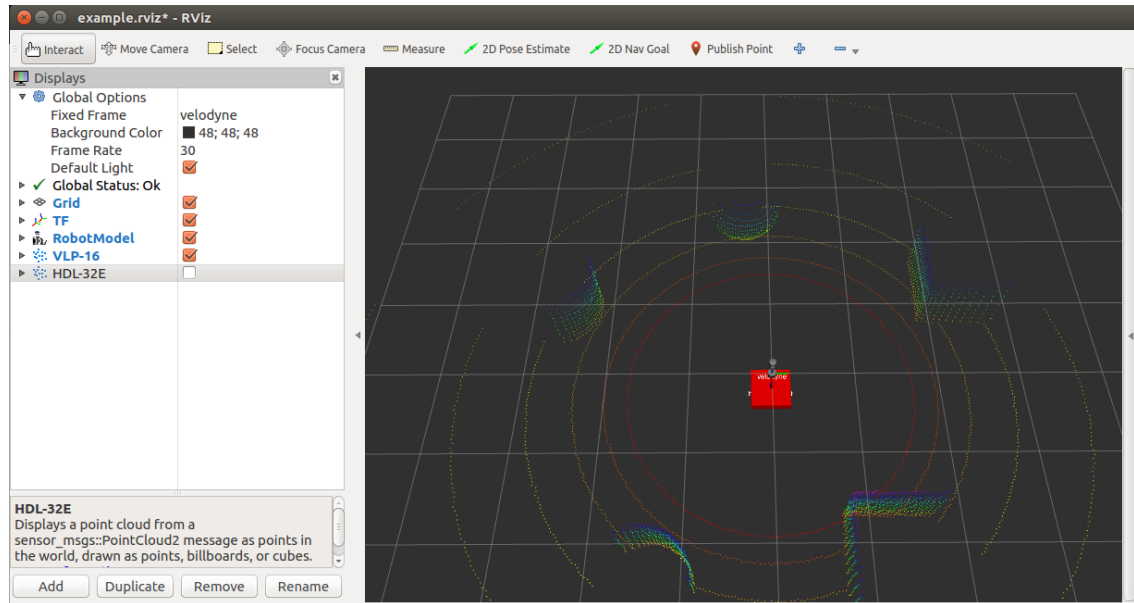 example.rviz* - RViz
Interact Move Camera Select Focus Camera Measure 2D Pose Estimate 2D Nav Goal Publish Point
Displays
Global Options
Fixed Frame velodyne
Background Color 48; 48; 48
Frame Rate 30
Default Light
Global Status: Ok
Grid
TF
RobotModel
VLP-16
HDL-32E
velodyne
HDL-32E
Displays a point cloud from a
sensor_msgs::PointCloud2 message as points in
the world, drawn as points, billboards, or cubes.
Add Duplicate Remove Rename